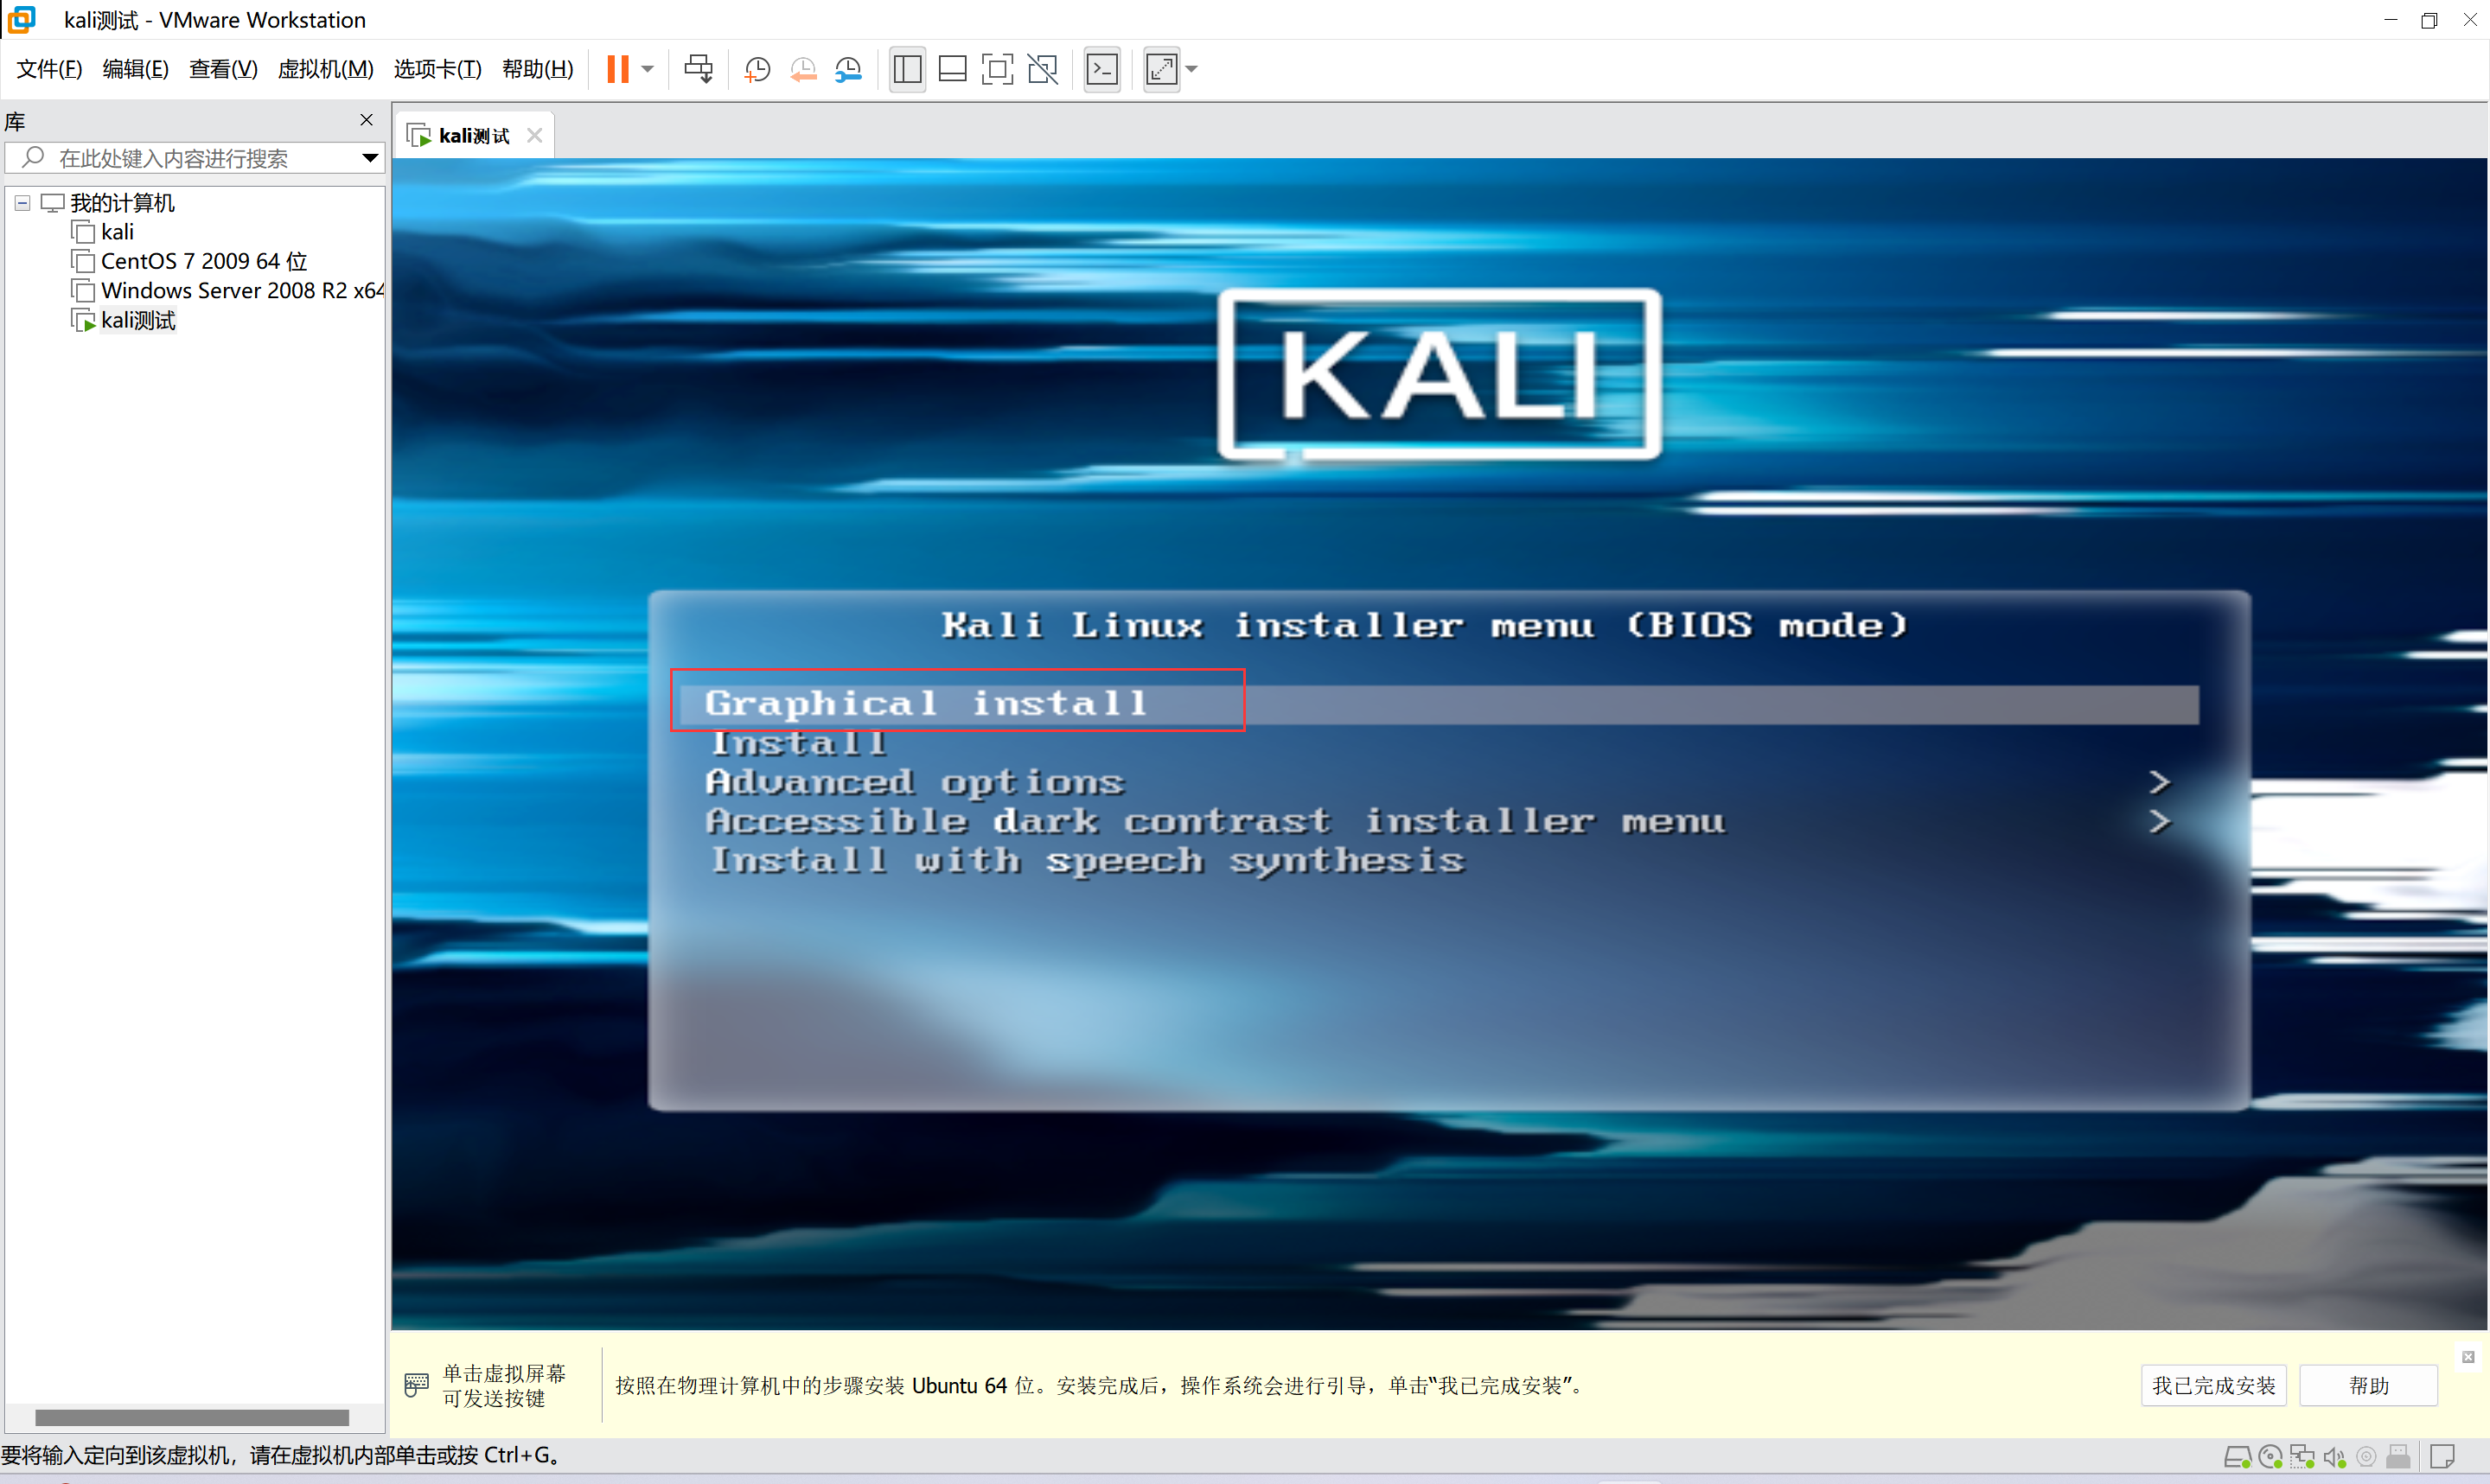 kali测试 - VMware Workstation
文件(F) 编辑(E) 查看(V) 虚拟机(M) 选项卡(T) 帮助(H)
库
在此处键入内容进行搜索
我的计算机
kali
CentOS 7 2009 64 位
Windows Server 2008 R2 x64
kali测试
kali测试
KALI
Kali Linux installer menu (BIOS mode)
Graphical install
Install
Advanced options >
Accessible dark contrast installer menu >
Install with speech synthesis
单击虚拟屏幕
可发送按键
按照在物理计算机中的步骤安装 Ubuntu 64 位。安装完成后，操作系统会进行引导，单击“我已完成安装”。
我已完成安装
帮助
要将输入定向到该虚拟机，请在虚拟机内部单击或按 Ctrl+G。